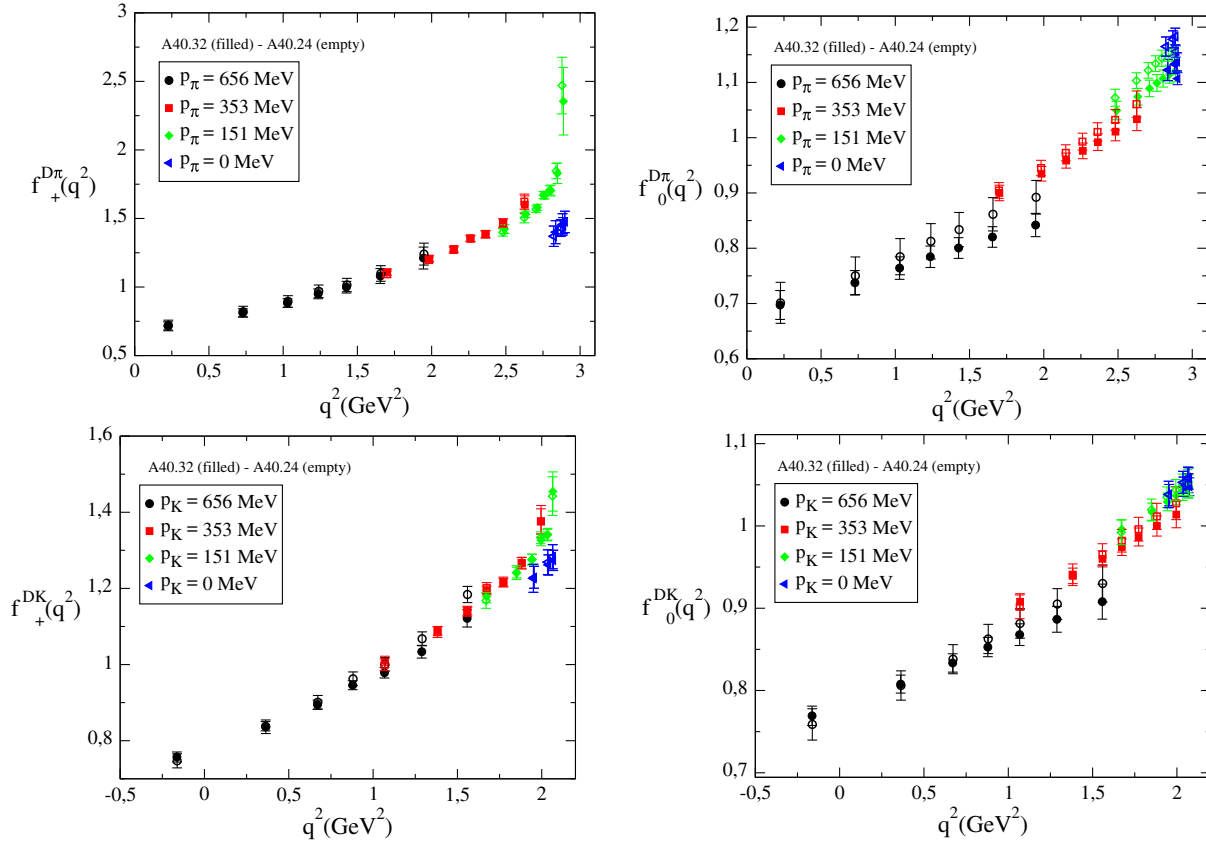 A40.32 (filled) - A40.24 (empty)
p_π = 656 MeV
p_π = 353 MeV
p_π = 151 MeV
p_π = 0 MeV
3
2,5
2
1,5
1
0,5
0 0,5 1 1,5 2 2,5 3
f_+^{Dπ}(q^2)
q^2(GeV^2)
A40.32 (filled) - A40.24 (empty)
p_π = 656 MeV
p_π = 353 MeV
p_π = 151 MeV
p_π = 0 MeV
1,2
1,1
1
0,9
0,8
0,7
0,6
0 0,5 1 1,5 2 2,5 3
f_0^{Dπ}(q^2)
q^2(GeV^2)
A40.32 (filled) - A40.24 (empty)
p_K = 656 MeV
p_K = 353 MeV
p_K = 151 MeV
p_K = 0 MeV
1,6
1,4
1,2
1
0,8
-0,5 0 0,5 1 1,5 2
f_+^{DK}(q^2)
q^2(GeV^2)
A40.32 (filled) - A40.24 (empty)
p_K = 656 MeV
p_K = 353 MeV
p_K = 151 MeV
p_K = 0 MeV
1,1
1
0,9
0,8
0,7
-0,5 0 0,5 1 1,5 2
f_0^{DK}(q^2)
q^2(GeV^2)